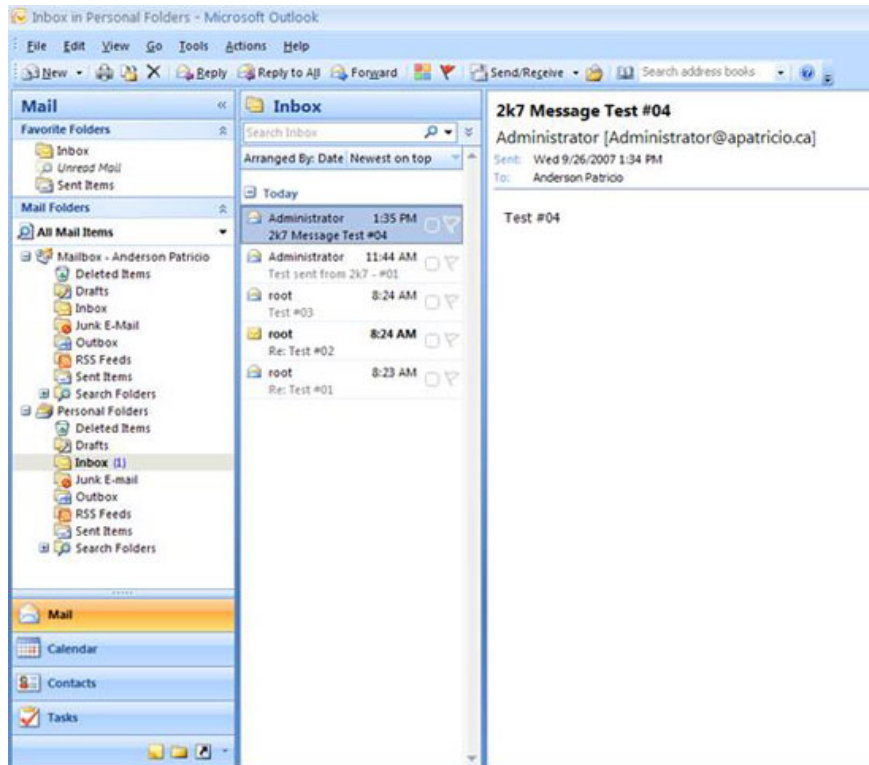 Inbox in Personal Folders - Microsoft Outlook
File Edit View Go Tools Actions Help
New Reply Reply to All Forward Send/Receive Search address books
Mail
Favorite Folders
Inbox
Unread Mail
Sent Items
Mail Folders
All Mail Items
Mailbox - Anderson Patricio
Deleted Items
Drafts
Inbox
Junk E-Mail
Outbox
RSS Feeds
Sent Items
Search Folders
Personal Folders
Deleted Items
Drafts
Inbox (1)
Junk E-mail
Outbox
RSS Feeds
Sent Items
Search Folders
Mail
Calendar
Contacts
Tasks
Inbox
Search Inbox
Arranged By: Date Newest on top
Today
Administrator 1:35 PM
2k7 Message Test #04
Administrator 11:44 AM
Test sent from 2k7 - #01
root 8:24 AM
Test #03
root 8:24 AM
Re: Test #02
root 8:23 AM
Re: Test #01
2k7 Message Test #04
Administrator [Administrator@apatricio.ca]
Sent: Wed 9/26/2007 1:34 PM
To: Anderson Patricio
Test #04